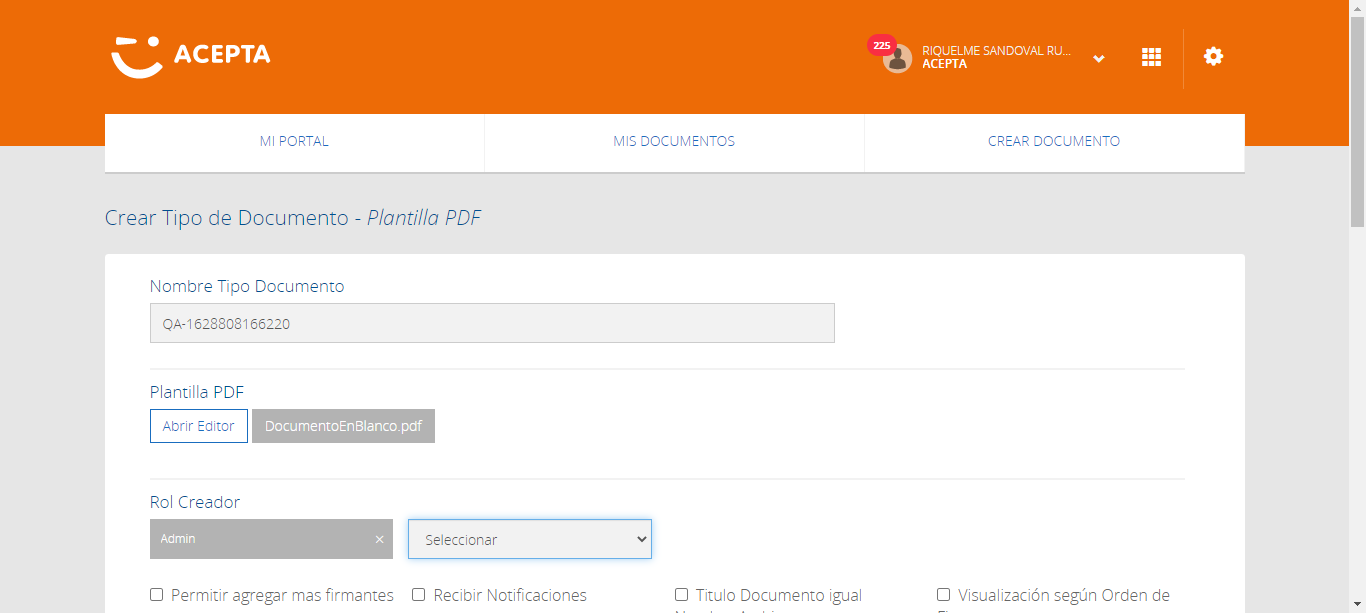 ACEPTA
225
RIQUELME SANDOVAL RU...
ACEPTA
MI PORTAL
MIS DOCUMENTOS
CREAR DOCUMENTO
Crear Tipo de Documento - Plantilla PDF
Nombre Tipo Documento
QA-1628808166220
Plantilla PDF
Abrir Editor
DocumentoEnBlanco.pdf
Rol Creador
Admin ×
Seleccionar
Permitir agregar mas firmantes
Recibir Notificaciones
Titulo Documento igual
Visualización según Orden de